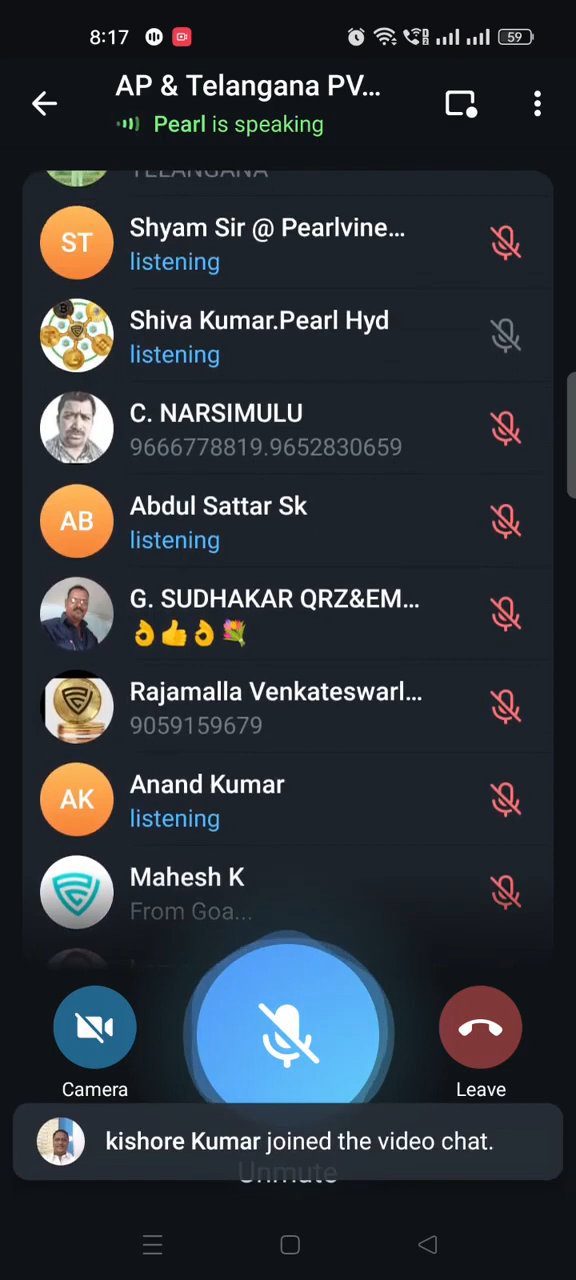 8:17
59
AP & Telangana PV...
Pearl is speaking
TELANGANA
ST
Shyam Sir @ Pearlvine...
listening
Shiva Kumar.Pearl Hyd
listening
C. NARSIMULU
9666778819.9652830659
AB
Abdul Sattar Sk
listening
G. SUDHAKAR QRZ&EM...
👌👍👌💐
Rajamalla Venkateswarl...
9059159679
AK
Anand Kumar
listening
Mahesh K
From Goa...
Camera
Leave
kishore Kumar joined the video chat.
Unmute